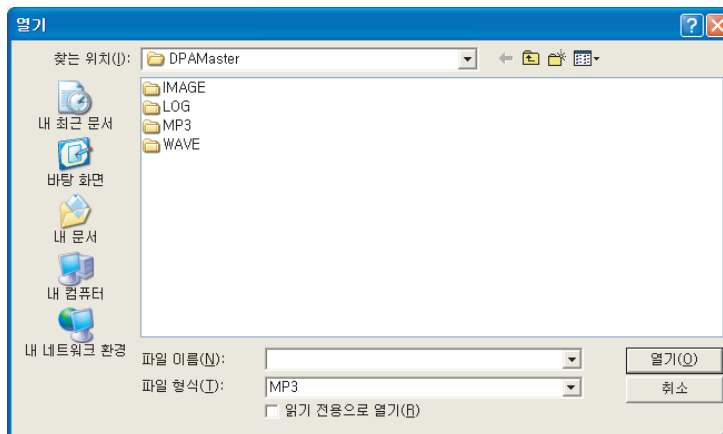 열기
찾는 위치(I): DPAMaster
IMAGE
LOG
MP3
WAVE
내 최근 문서
바탕 화면
내 문서
내 컴퓨터
내 네트워크 환경
파일 이름(N): 열기(O)
파일 형식(T): MP3 취소
읽기 전용으로 열기(R)